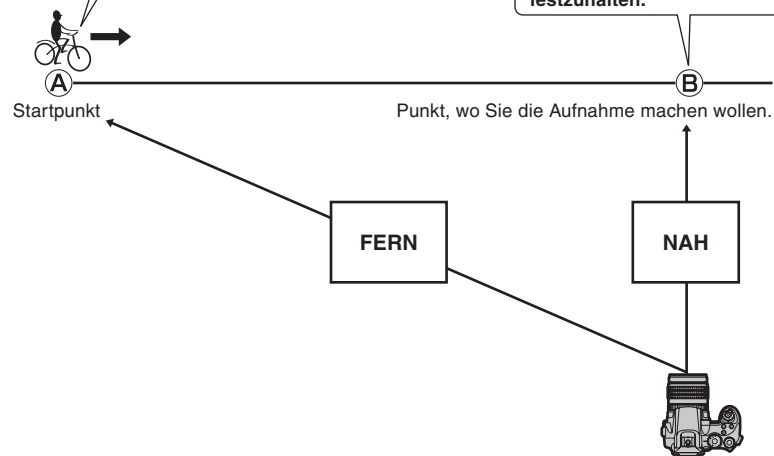 festzuhalten.
A
B
Startpunkt
Punkt, wo Sie die Aufnahme machen wollen.
FERN
NAH